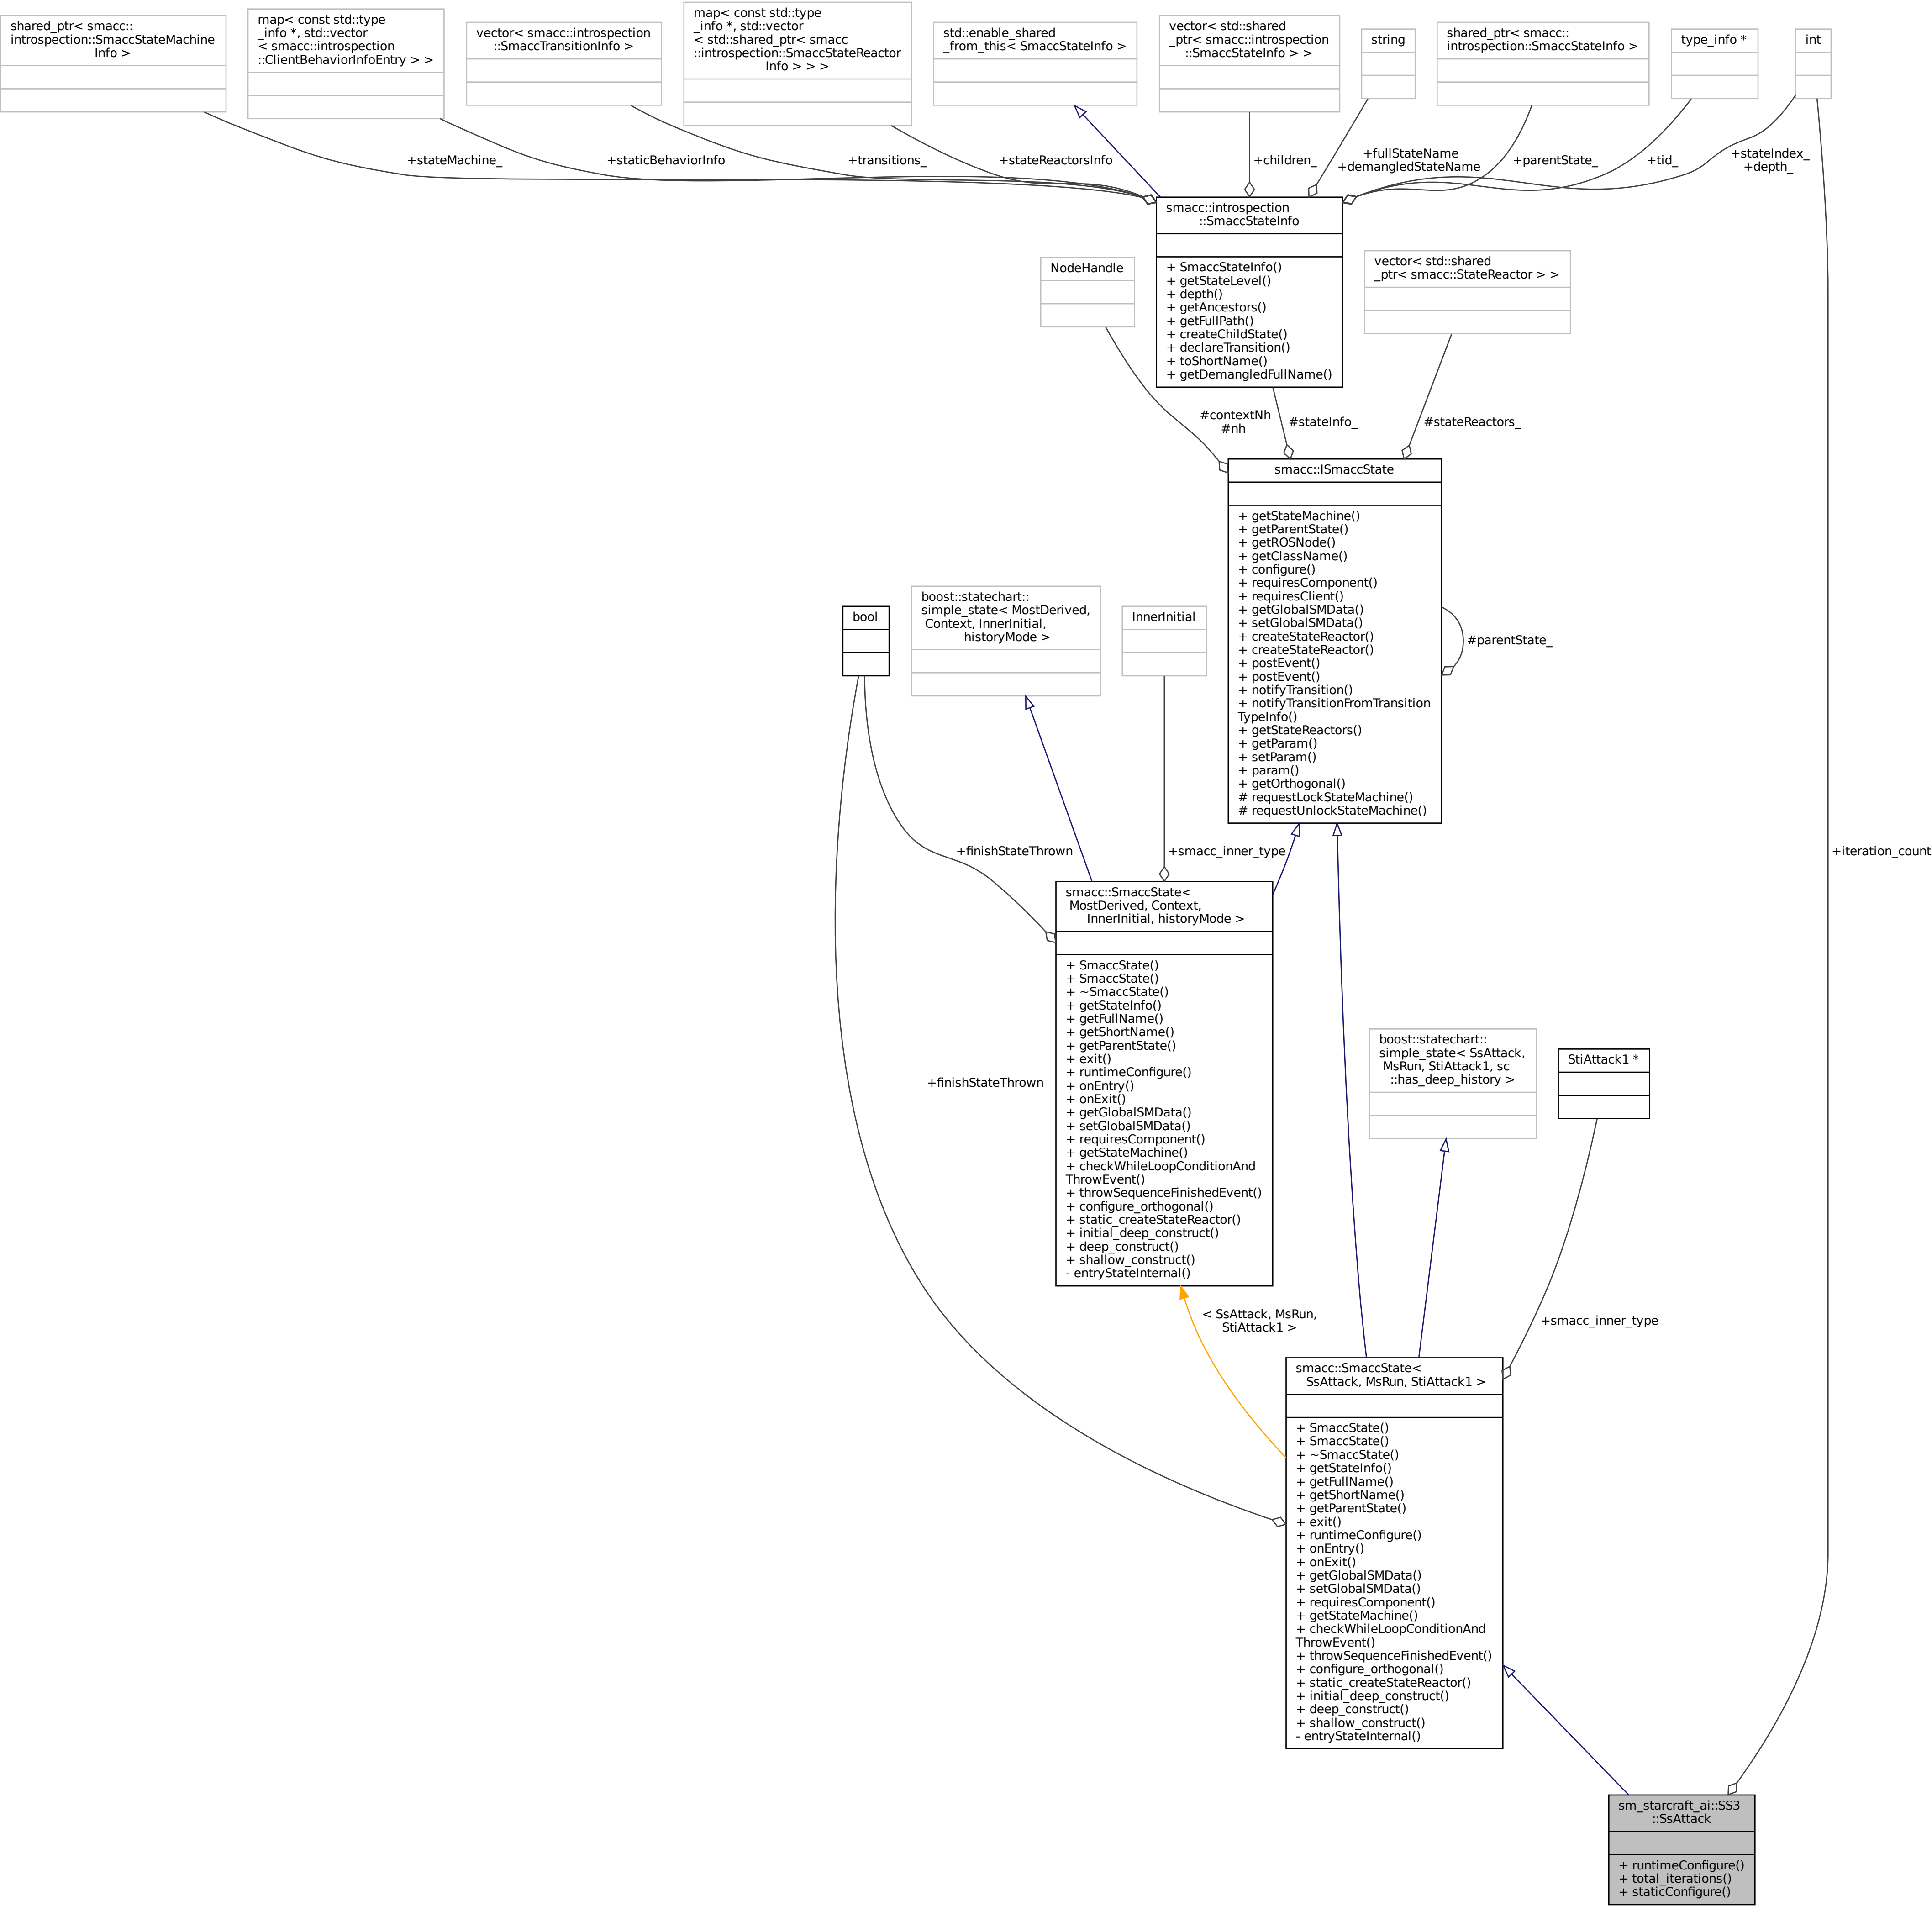 shared_ptr< smacc::
introspection::SmaccStateMachine
Info >
map< const std::type
_info *, std::vector
< smacc::introspection
::ClientBehaviorInfoEntry > >
vector< smacc::introspection
::SmaccTransitionInfo >
map< const std::type
_info *, std::vector
< std::shared_ptr< smacc
::introspection::SmaccStateReactor
Info > > >
std::enable_shared
_from_this< SmaccStateInfo >
vector< std::shared
_ptr< smacc::introspection
::SmaccStateInfo > >
string
shared_ptr< smacc::
introspection::SmaccStateInfo >
type_info *
int
+stateMachine_
+staticBehaviorInfo
+transitions_
+stateReactorsInfo
+children_
+fullStateName
+demangledStateName
+parentState_
+tid_
+stateIndex_
+depth_
smacc::introspection
::SmaccStateInfo
+ SmaccStateInfo()
+ getStateLevel()
+ depth()
+ getAncestors()
+ getFullPath()
+ createChildState()
+ declareTransition()
+ toShortName()
+ getDemangledFullName()
NodeHandle
vector< std::shared
_ptr< smacc::StateReactor > >
#contextNh
#nh
#stateInfo_
#stateReactors_
smacc::ISmaccState
+ getStateMachine()
+ getParentState()
+ getROSNode()
+ getClassName()
+ configure()
+ requiresComponent()
+ requiresClient()
+ getGlobalSMData()
+ setGlobalSMData()
+ createStateReactor()
+ createStateReactor()
+ postEvent()
+ postEvent()
+ notifyTransition()
+ notifyTransitionFromTransition
TypeInfo()
+ getStateReactors()
+ getParam()
+ setParam()
+ param()
+ getOrthogonal()
# requestLockStateMachine()
# requestUnlockStateMachine()
#parentState_
bool
boost::statechart::
simple_state< MostDerived,
Context, InnerInitial,
historyMode >
InnerInitial
+finishStateThrown
+smacc_inner_type
+iteration_count
smacc::SmaccState<
MostDerived, Context,
InnerInitial, historyMode >
+ SmaccState()
+ SmaccState()
+ ~SmaccState()
+ getStateInfo()
+ getFullName()
+ getShortName()
+ getParentState()
+ exit()
+ runtimeConfigure()
+ onEntry()
+ onExit()
+ getGlobalSMData()
+ setGlobalSMData()
+ requiresComponent()
+ getStateMachine()
+ checkWhileLoopConditionAnd
ThrowEvent()
+ throwSequenceFinishedEvent()
+ configure_orthogonal()
+ static_createStateReactor()
+ initial_deep_construct()
+ deep_construct()
+ shallow_construct()
- entryStateInternal()
+finishStateThrown
boost::statechart::
simple_state< SsAttack,
MsRun, StiAttack1, sc
::has_deep_history >
StiAttack1 *
< SsAttack, MsRun,
StiAttack1 >
+smacc_inner_type
smacc::SmaccState<
SsAttack, MsRun, StiAttack1 >
+ SmaccState()
+ SmaccState()
+ ~SmaccState()
+ getStateInfo()
+ getFullName()
+ getShortName()
+ getParentState()
+ exit()
+ runtimeConfigure()
+ onEntry()
+ onExit()
+ getGlobalSMData()
+ setGlobalSMData()
+ requiresComponent()
+ getStateMachine()
+ checkWhileLoopConditionAnd
ThrowEvent()
+ throwSequenceFinishedEvent()
+ configure_orthogonal()
+ static_createStateReactor()
+ initial_deep_construct()
+ deep_construct()
+ shallow_construct()
- entryStateInternal()
sm_starcraft_ai::SS3
::SsAttack
+ runtimeConfigure()
+ total_iterations()
+ staticConfigure()